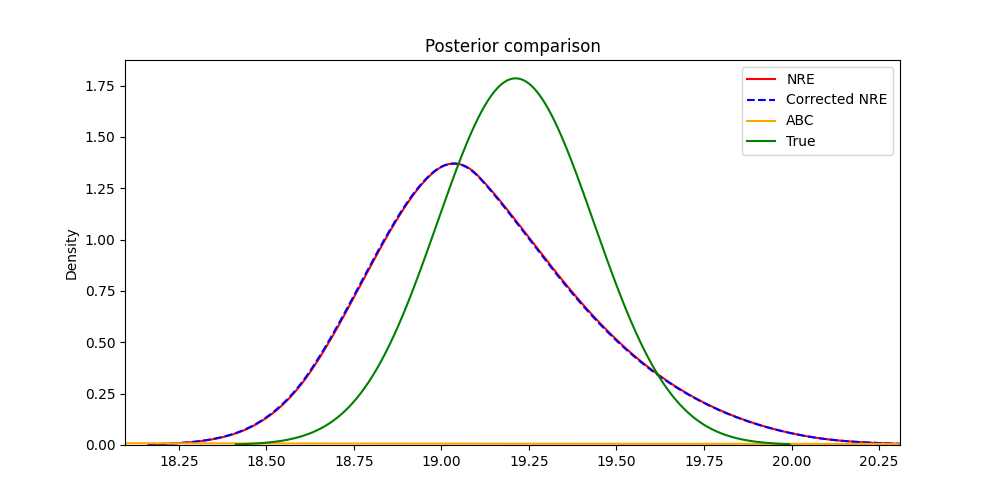 Posterior comparison
NRE
Corrected NRE
ABC
True
Density
1.75
1.50
1.25
1.00
0.75
0.50
0.25
0.00
18.25 18.50 18.75 19.00 19.25 19.50 19.75 20.00 20.25